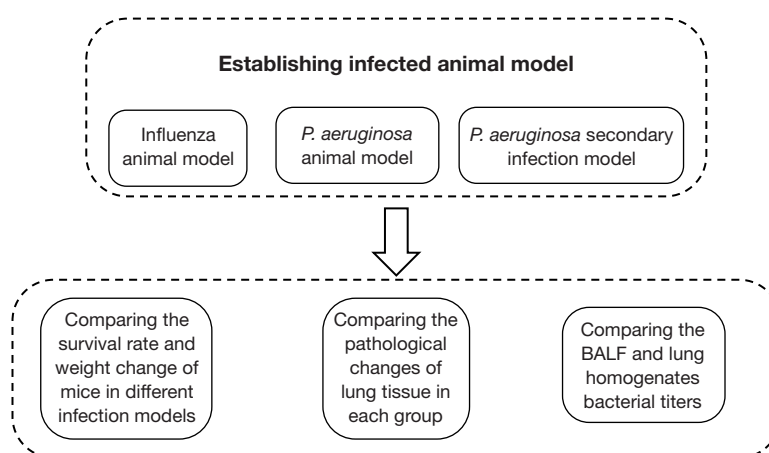 Establishing infected animal model
Influenza
animal model
P. aeruginosa
animal model
P. aeruginosa secondary
infection model
Comparing the
survival rate and
weight change of
mice in different
infection models
Comparing the
pathological
changes of
lung tissue in
each group
Comparing the
BALF and lung
homogenates
bacterial titers